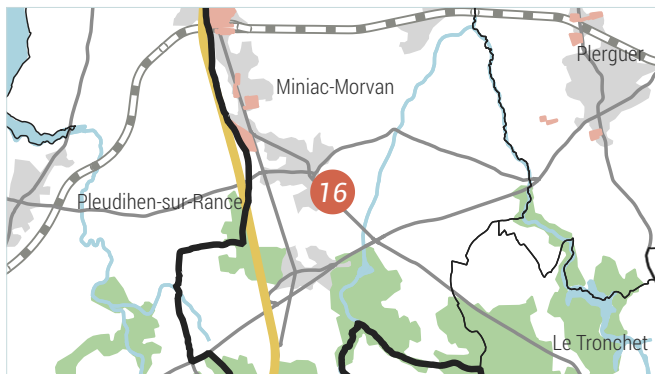 Plerguer
Miniac-Morvan
16
Pleudihen-sur-Rance
Le Tronchet